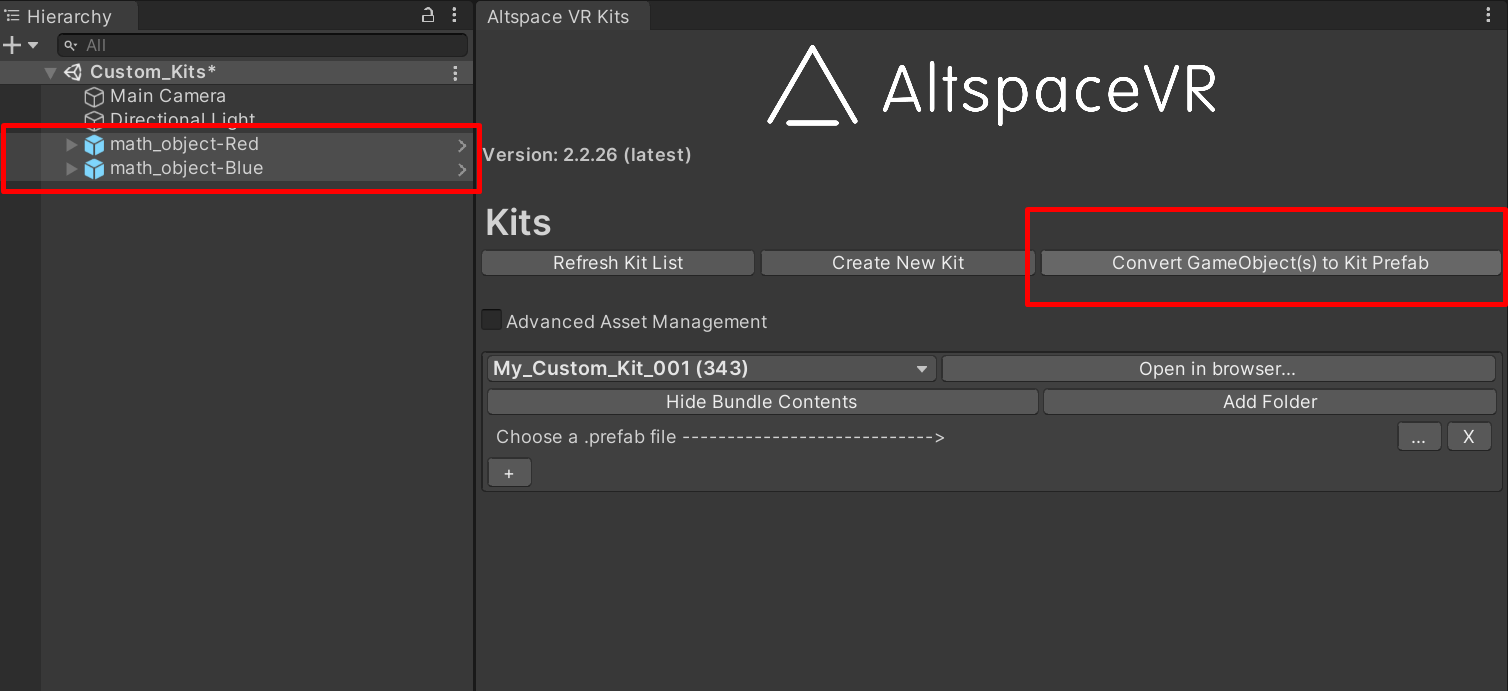 Hierarchy
All
Custom_Kits*
Main Camera
Directional Light
math_object-Red
math_object-Blue
Altspace VR Kits
AltspaceVR
Version: 2.2.26 (latest)
Kits
Refresh Kit List
Create New Kit
Convert GameObject(s) to Kit Prefab
Advanced Asset Management
My_Custom_Kit_001 (343)
Open in browser...
Hide Bundle Contents
Add Folder
Choose a .prefab file ---------------------------->
...
X
+